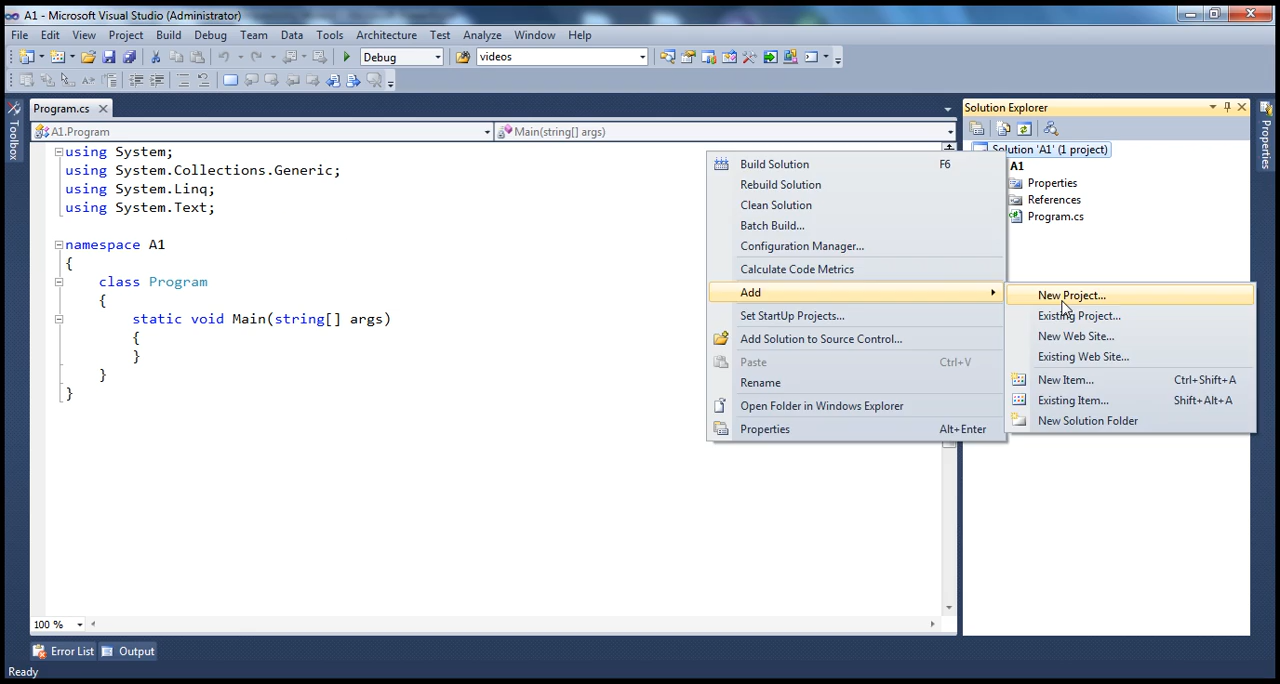 A1 - Microsoft Visual Studio (Administrator)
File Edit View Project Build Debug Team Data Tools Architecture Test Analyze Window Help
Debug videos
Toolbox
Program.cs
A1.Program Main(string[] args)
using System;
using System.Collections.Generic;
using System.Linq;
using System.Text;
namespace A1
{
class Program
{
static void Main(string[] args)
{
}
}
}
Build Solution F6
Rebuild Solution
Clean Solution
Batch Build...
Configuration Manager...
Calculate Code Metrics
Add
Set StartUp Projects...
Add Solution to Source Control...
Paste Ctrl+V
Rename
Open Folder in Windows Explorer
Properties Alt+Enter
New Project...
Existing Project...
New Web Site...
Existing Web Site...
New Item... Ctrl+Shift+A
Existing Item... Shift+Alt+A
New Solution Folder
Solution Explorer
Solution 'A1' (1 project)
A1
Properties
References
Program.cs
Properties
100 %
Error List Output
Ready